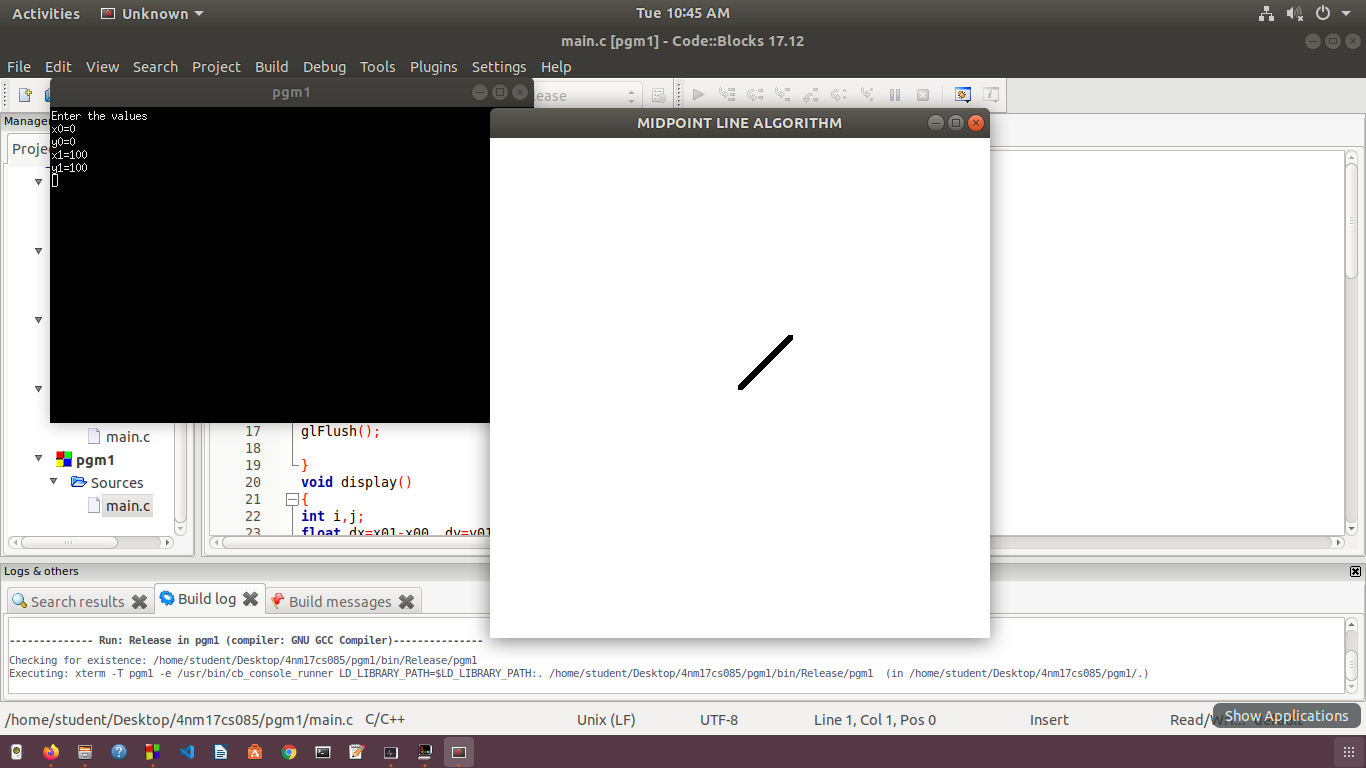 Activities Unknown Tue 10:45 AM
main.c [pgm1] - Code::Blocks 17.12
File Edit View Search Project Build Debug Tools Plugins Settings Help
pgm1
Enter the values
x0=0
y0=0
x1=100
y1=100
MIDPOINT LINE ALGORITHM
main.c
pgm1
Sources
main.c
17 glFlush();
18
19 }
20 void display()
21 {
22 int i,j;
23 float dx=x01-x00, dy=y01
Logs & others
Search results Build log Build messages
-------------- Run: Release in pgm1 (compiler: GNU GCC Compiler)---------------
Checking for existence: /home/student/Desktop/4nm17cs085/pgm1/bin/Release/pgm1
Executing: xterm -T pgm1 -e /usr/bin/cb_console_runner LD_LIBRARY_PATH=$LD_LIBRARY_PATH:. /home/student/Desktop/4nm17cs085/pgm1/bin/Release/pgm1 (in /home/student/Desktop/4nm17cs085/pgm1/.)
/home/student/Desktop/4nm17cs085/pgm1/main.c C/C++ Unix (LF) UTF-8 Line 1, Col 1, Pos 0 Insert
Show Applications